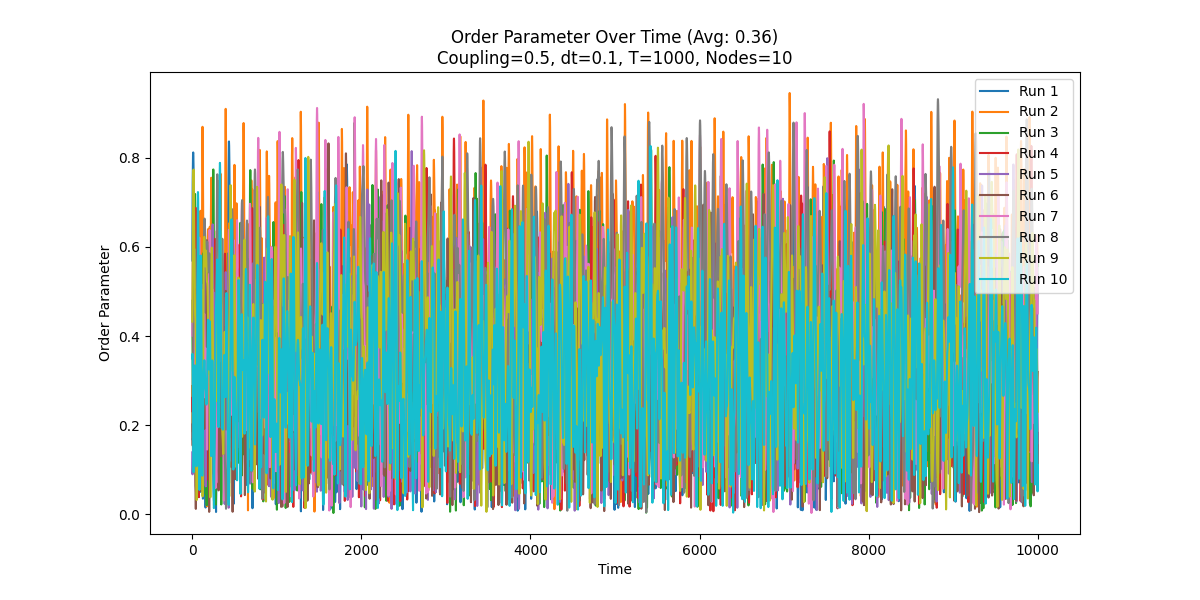 Order Parameter Over Time (Avg: 0.36)
Coupling=0.5, dt=0.1, T=1000, Nodes=10
Run 1
Run 2
Run 3
Run 4
Run 5
Run 6
Run 7
Run 8
Run 9
Run 10
Order Parameter
0.8
0.6
0.4
0.2
0.0
0
2000
4000
6000
8000
10000
Time